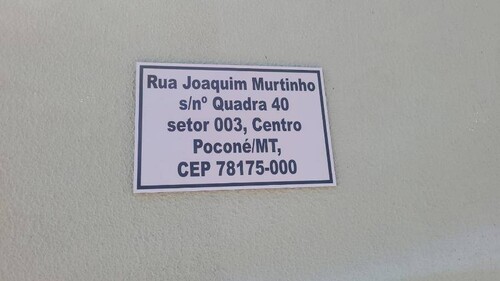 Rua Joaquim Murtinho
s/nº Quadra 40
setor 003, Centro
Poconé/MT,
CEP 78175-000